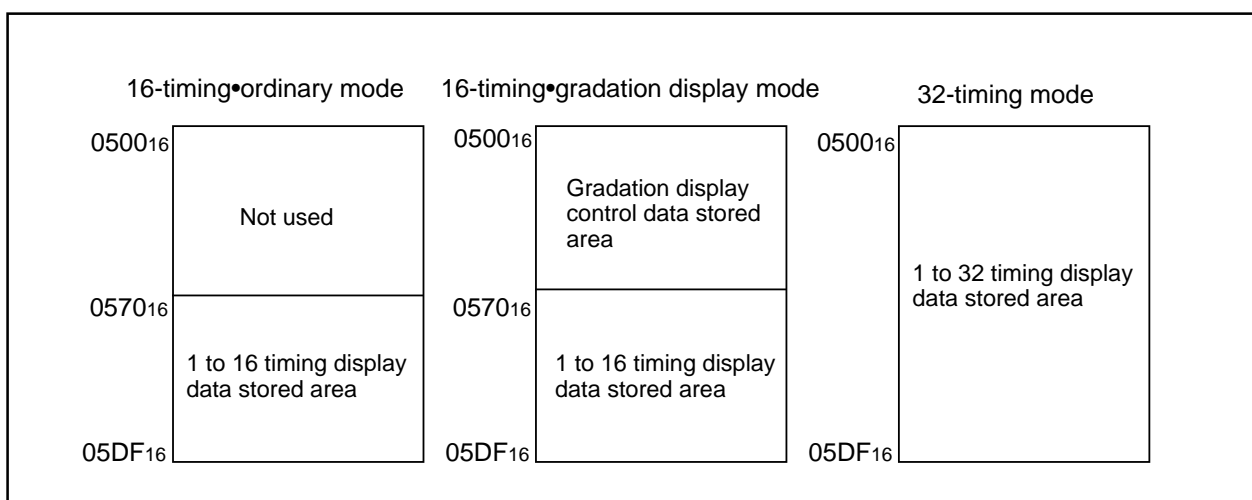 16-timing•ordinary mode
0500₁₆
Not used
0570₁₆
1 to 16 timing display
data stored area
05DF₁₆
16-timing•gradation display mode
0500₁₆
Gradation display
control data stored
area
0570₁₆
1 to 16 timing display
data stored area
05DF₁₆
32-timing mode
0500₁₆
1 to 32 timing display
data stored area
05DF₁₆